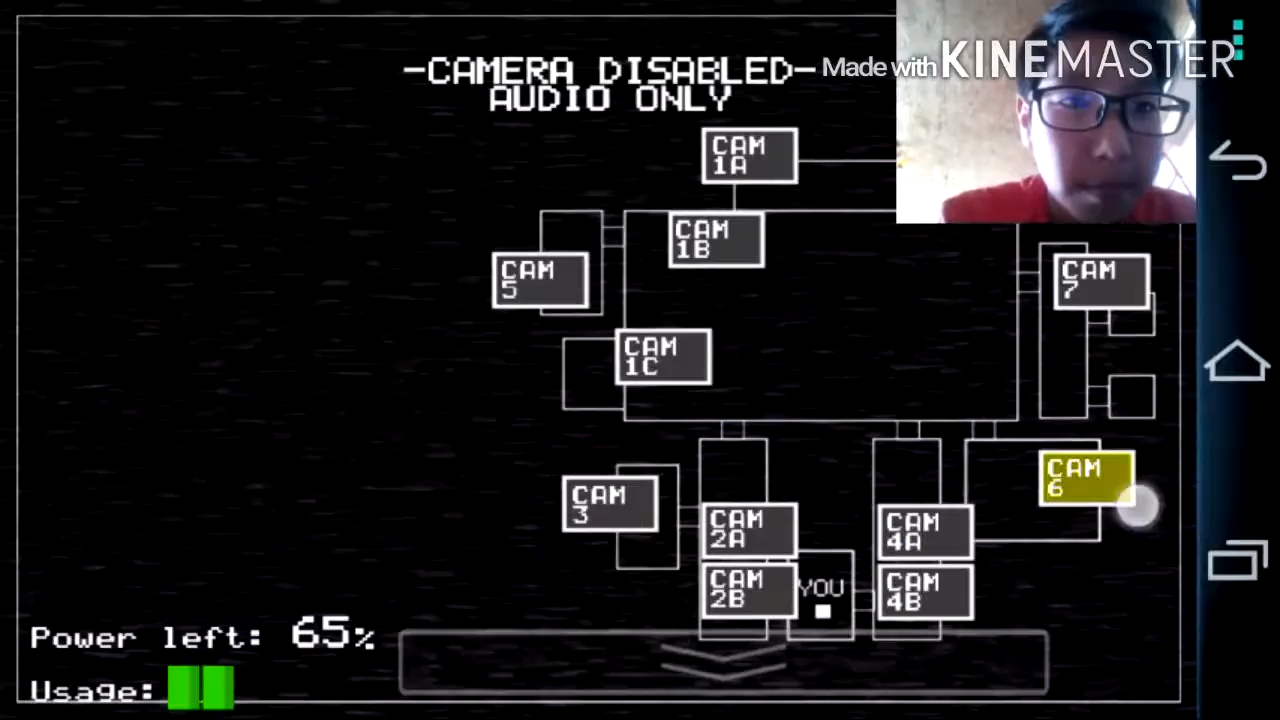 -CAMERA DISABLED-
AUDIO ONLY
Made with KINEMASTER
CAM
1A
CAM
1B
CAM
5
CAM
7
CAM
1C
CAM
6
CAM
3
CAM
2A
CAM
4A
CAM
2B
YOU
CAM
4B
Power left: 65%
Usage: